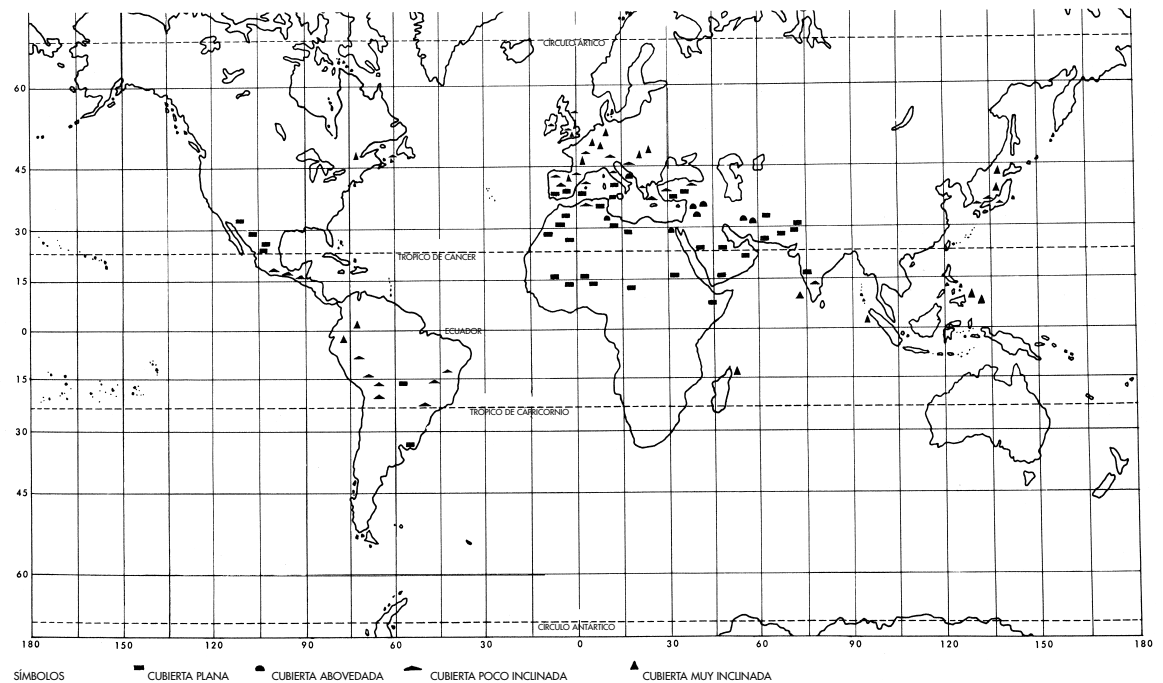 CÍRCULO ÁRTICO
60
45
30
TRÓPICO DE CÁNCER
15
0
ECUADOR
15
TRÓPICO DE CAPRICORNIO
30
45
60
CÍRCULO ANTÁRTICO
180 150 120 90 60 30 0 30 60 90 120 150 180
SÍMBOLOS CUBIERTA PLANA CUBIERTA ABOVEDADA CUBIERTA POCO INCLINADA CUBIERTA MUY INCLINADA